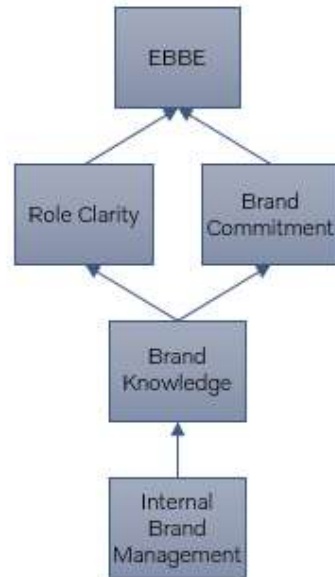 EBBE
Role Clarity
Brand
Commitment
Brand
Knowledge
Internal
Brand
Management